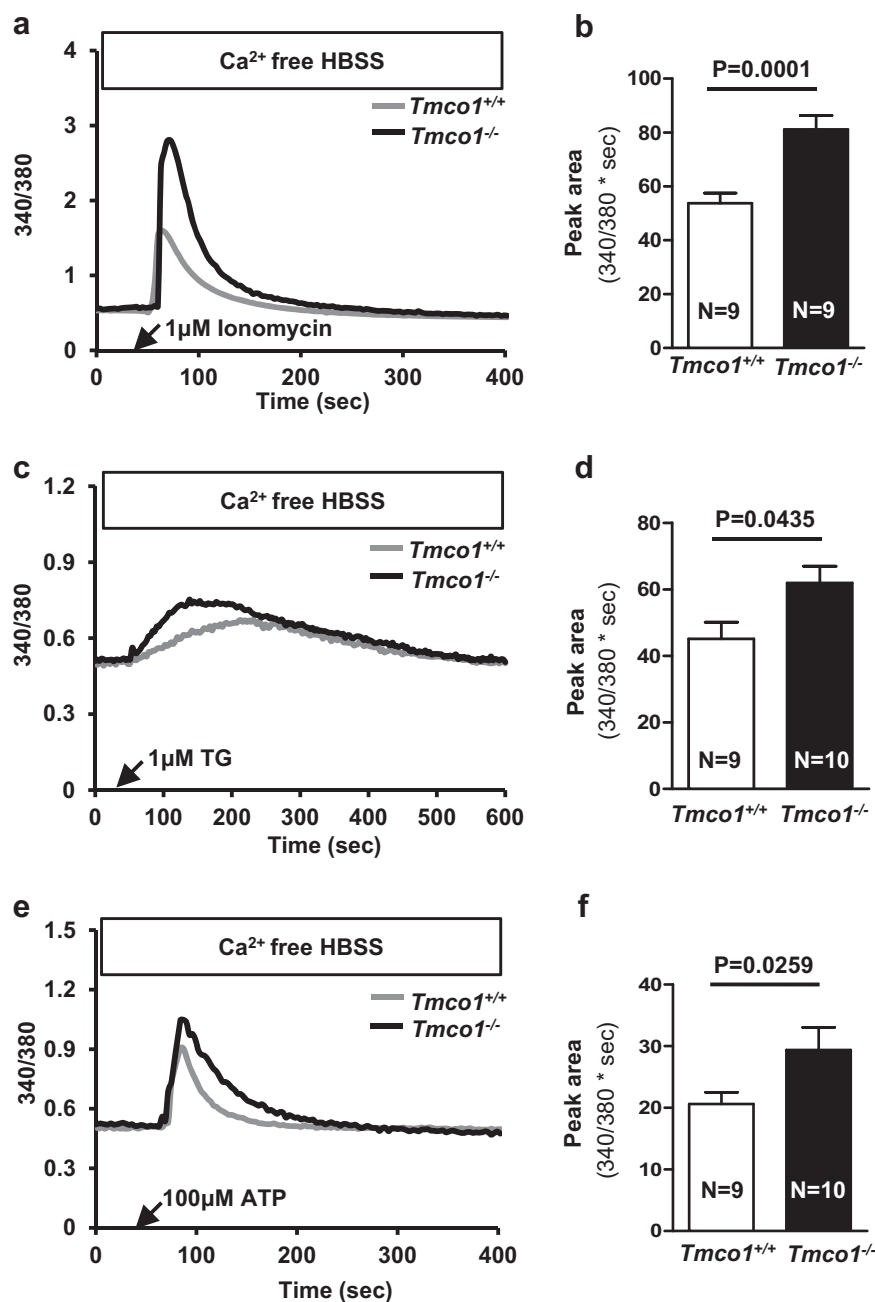 a
Ca²⁺ free HBSS
Tmco1⁺/⁺
Tmco1⁻/⁻
340/380
4
3
2
1
0
1μM Ionomycin
0 100 200 300 400
Time (sec)
b
P=0.0001
Peak area
(340/380 * sec)
100
80
60
40
20
0
N=9 N=9
Tmco1⁺/⁺ Tmco1⁻/⁻
c
Ca²⁺ free HBSS
Tmco1⁺/⁺
Tmco1⁻/⁻
340/380
1.2
0.9
0.6
0.3
0
1μM TG
0 100 200 300 400 500 600
Time (sec)
d
P=0.0435
Peak area
(340/380 * sec)
80
60
40
20
0
N=9 N=10
Tmco1⁺/⁺ Tmco1⁻/⁻
e
Ca²⁺ free HBSS
Tmco1⁺/⁺
Tmco1⁻/⁻
340/380
1.5
1.2
0.9
0.6
0.3
0
100μM ATP
0 100 200 300 400
Time (sec)
f
P=0.0259
Peak area
(340/380 * sec)
40
30
20
10
0
N=9 N=10
Tmco1⁺/⁺ Tmco1⁻/⁻